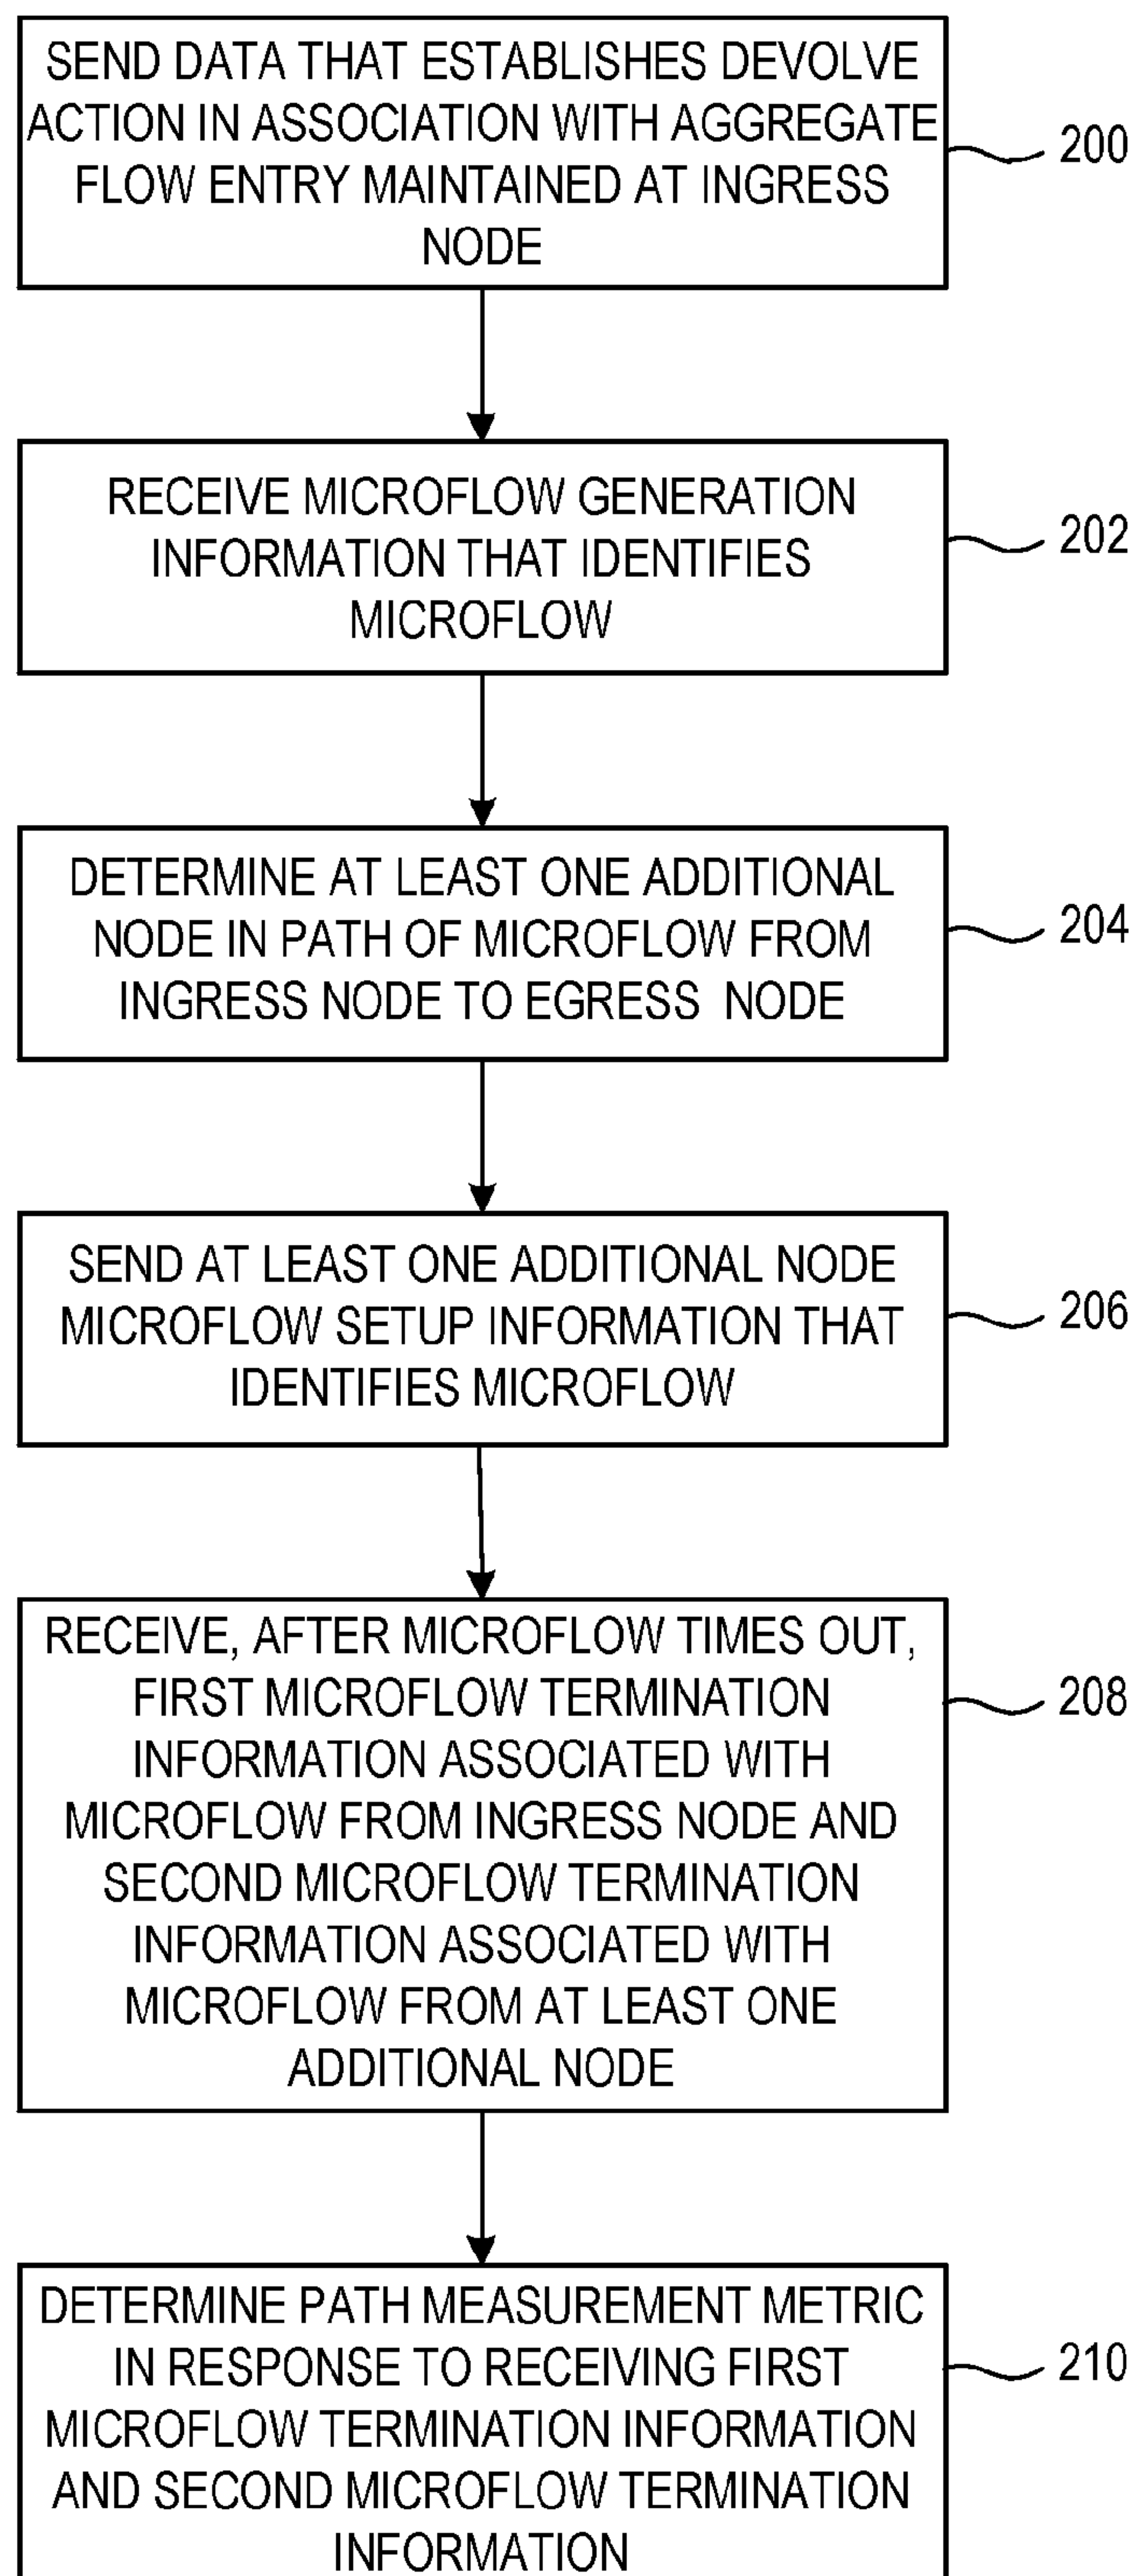 SEND DATA THAT ESTABLISHES DEVOLVE
ACTION IN ASSOCIATION WITH AGGREGATE
FLOW ENTRY MAINTAINED AT INGRESS
NODE
200
RECEIVE MICROFLOW GENERATION
INFORMATION THAT IDENTIFIES
MICROFLOW
202
DETERMINE AT LEAST ONE ADDITIONAL
NODE IN PATH OF MICROFLOW FROM
INGRESS NODE TO EGRESS NODE
204
SEND AT LEAST ONE ADDITIONAL NODE
MICROFLOW SETUP INFORMATION THAT
IDENTIFIES MICROFLOW
206
RECEIVE, AFTER MICROFLOW TIMES OUT,
FIRST MICROFLOW TERMINATION
INFORMATION ASSOCIATED WITH
MICROFLOW FROM INGRESS NODE AND
SECOND MICROFLOW TERMINATION
INFORMATION ASSOCIATED WITH
MICROFLOW FROM AT LEAST ONE
ADDITIONAL NODE
208
DETERMINE PATH MEASUREMENT METRIC
IN RESPONSE TO RECEIVING FIRST
MICROFLOW TERMINATION INFORMATION
AND SECOND MICROFLOW TERMINATION
INFORMATION
210